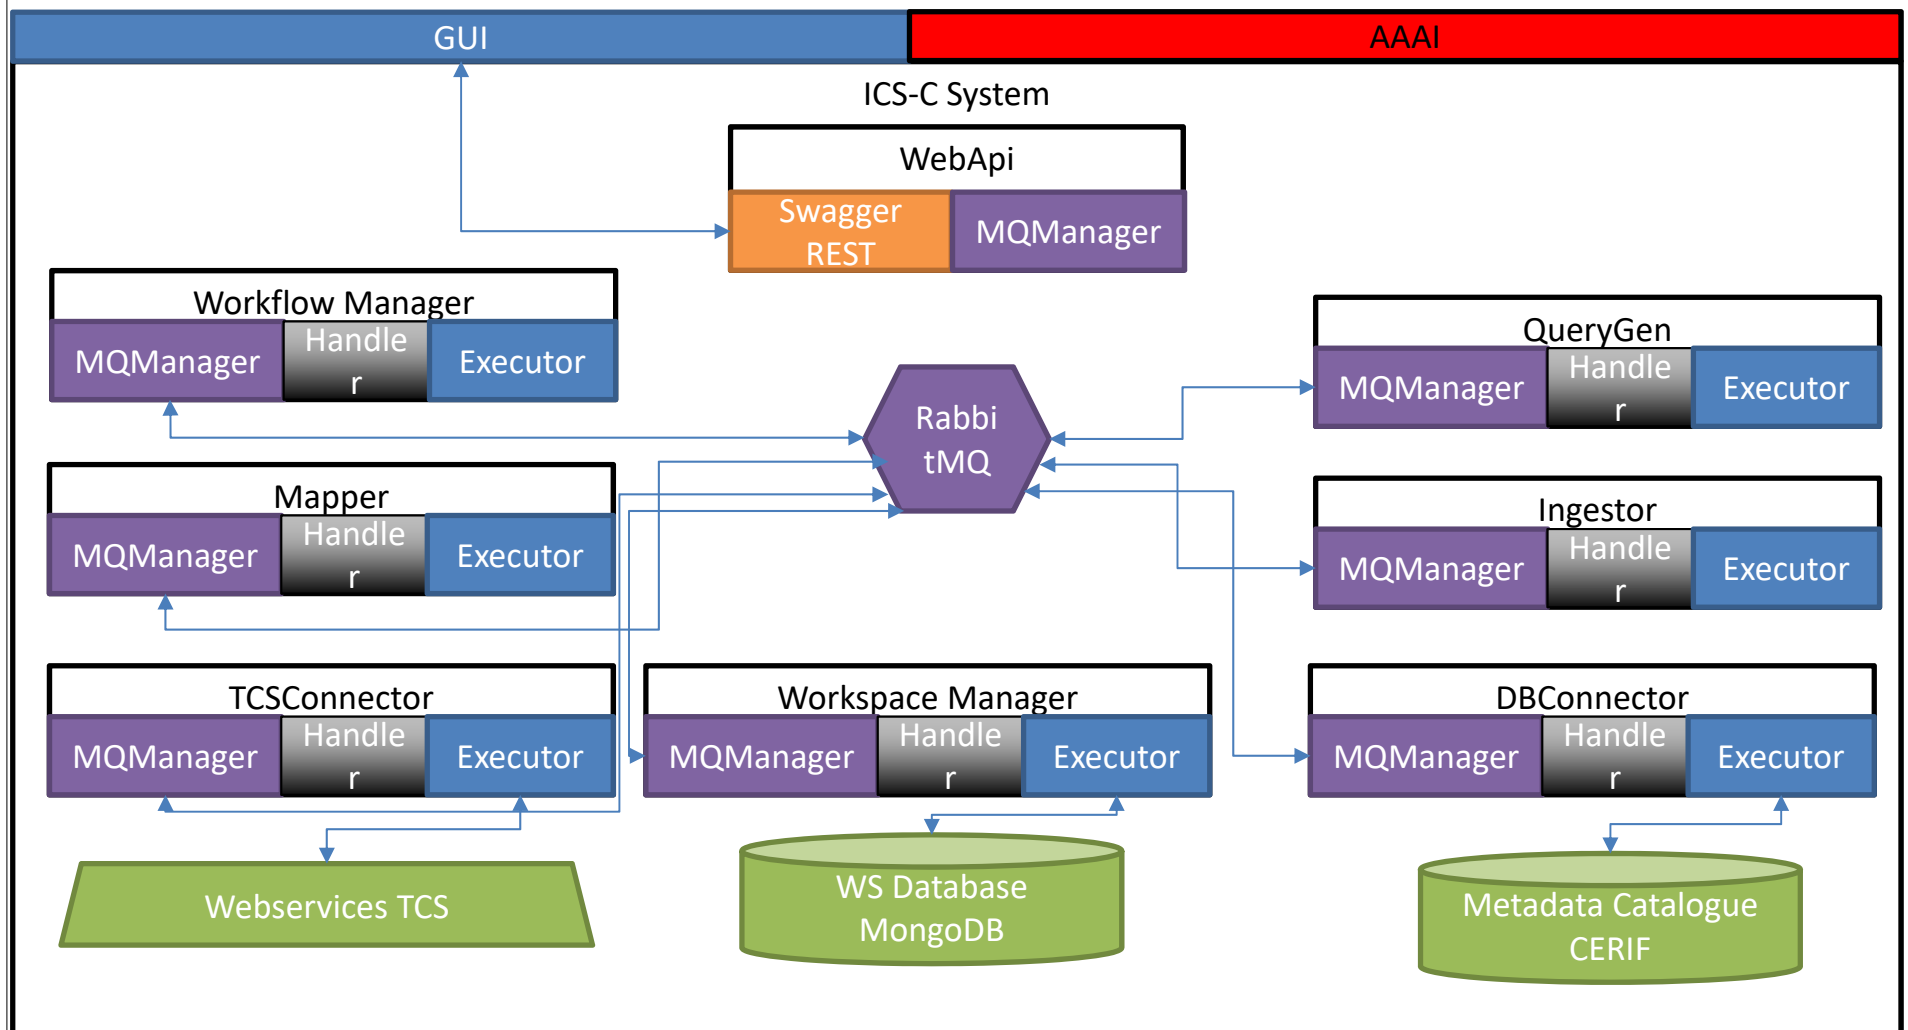 GUI
AAAI
ICS-C System
WebApi
Swagger
REST
MQManager
Workflow Manager
MQManager
Handle
r
Executor
QueryGen
MQManager
Handle
r
Executor
Rabbi
tMQ
Mapper
MQManager
Handle
r
Executor
Ingestor
MQManager
Handle
r
Executor
TCSConnector
MQManager
Handle
r
Executor
Workspace Manager
MQManager
Handle
r
Executor
DBConnector
MQManager
Handle
r
Executor
Webservices TCS
WS Database
MongoDB
Metadata Catalogue
CERIF